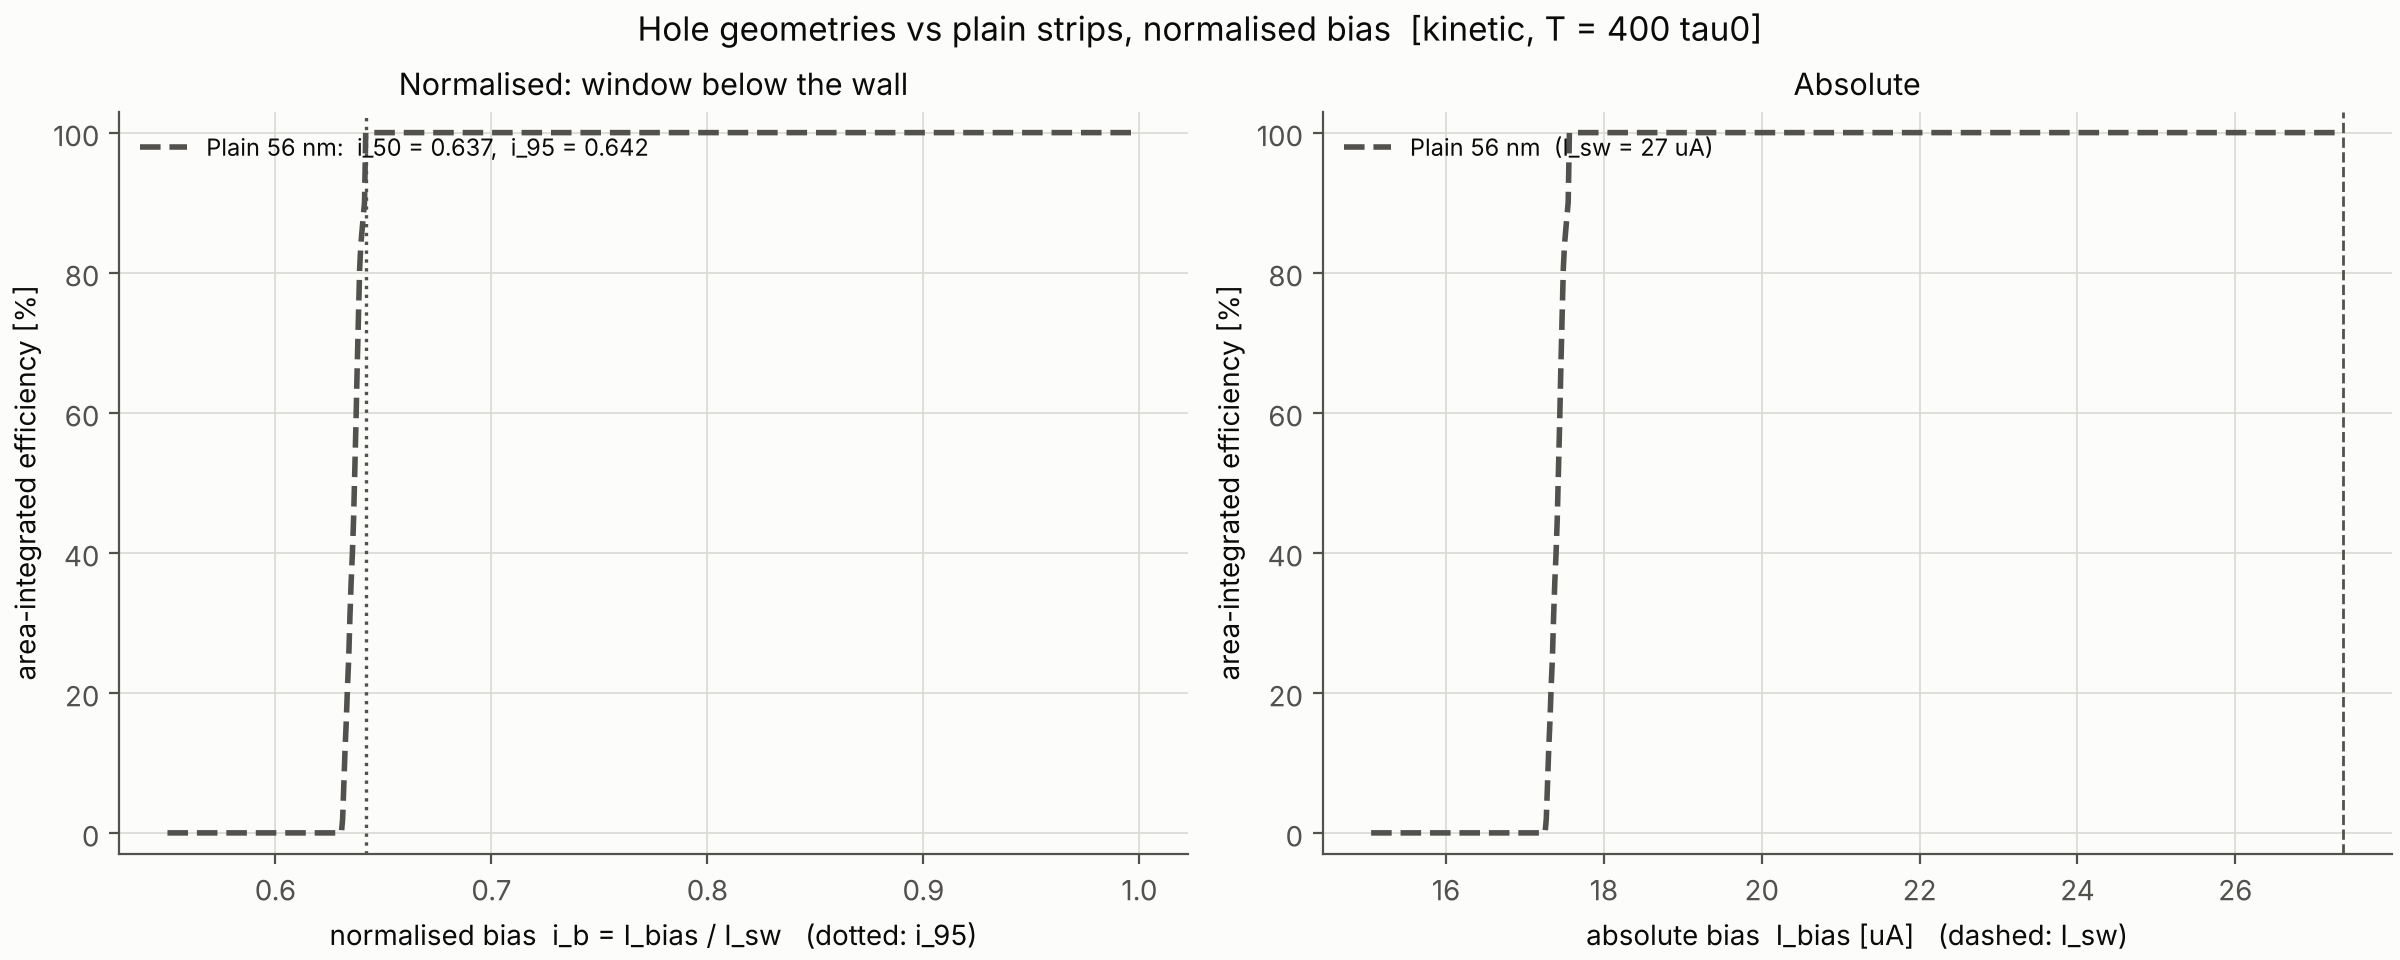 Hole geometries vs plain strips, normalised bias [kinetic, T = 400 tau0]
Normalised: window below the wall
area-integrated efficiency [%]
100
80
60
40
20
0
Plain 56 nm: i_50 = 0.637, i_95 = 0.642
0.6 0.7 0.8 0.9 1.0
normalised bias i_b = I_bias / I_sw (dotted: i_95)
Absolute
area-integrated efficiency [%]
100
80
60
40
20
0
Plain 56 nm (I_sw = 27 uA)
16 18 20 22 24 26
absolute bias I_bias [uA] (dashed: I_sw)